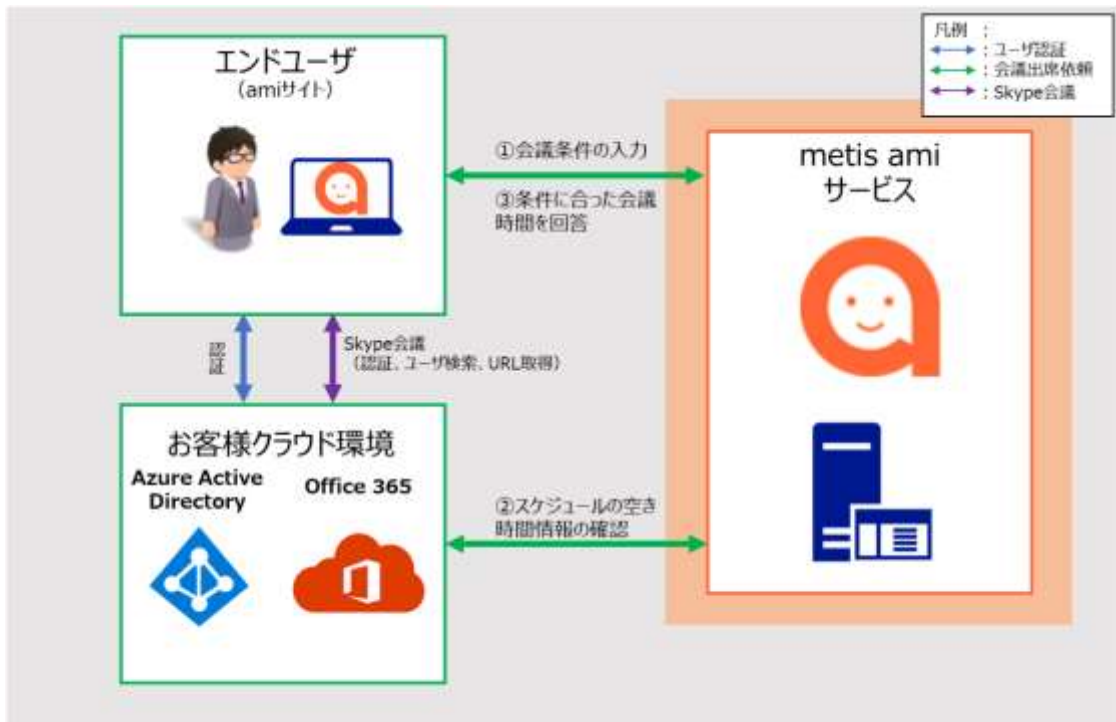 凡例 :
: ユーザ認証
: 会議出席依頼
: Skype会議
エンドユーザ
(amiサイト)
①会議条件の入力
③条件に合った会議
時間を回答
metis ami
サービス
認証
Skype会議
(認証、ユーザ検索、URL取得)
お客様クラウド環境
Azure Active
Directory
Office 365
②スケジュールの空き
時間情報の確認